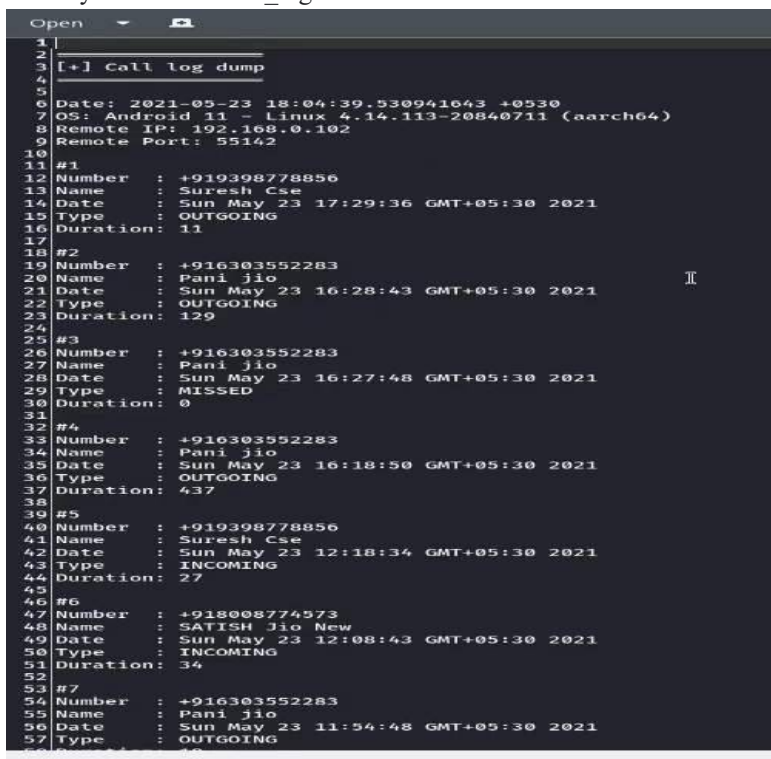 Open
1
2 ====================
3 [+] Call log dump
4 ====================
5
6 Date: 2021-05-23 18:04:39.530941643 +0530
7 OS: Android 11 - Linux 4.14.113-20840711 (aarch64)
8 Remote IP: 192.168.0.102
9 Remote Port: 55142
10
11 #1
12 Number : +919398778856
13 Name : Suresh Cse
14 Date : Sun May 23 17:29:36 GMT+05:30 2021
15 Type : OUTGOING
16 Duration: 11
17
18 #2
19 Number : +916303552283
20 Name : Pani jio
21 Date : Sun May 23 16:28:43 GMT+05:30 2021
22 Type : OUTGOING
23 Duration: 129
24
25 #3
26 Number : +916303552283
27 Name : Pani jio
28 Date : Sun May 23 16:27:48 GMT+05:30 2021
29 Type : MISSED
30 Duration: 0
31
32 #4
33 Number : +916303552283
34 Name : Pani jio
35 Date : Sun May 23 16:18:50 GMT+05:30 2021
36 Type : OUTGOING
37 Duration: 437
38
39 #5
40 Number : +919398778856
41 Name : Suresh Cse
42 Date : Sun May 23 12:18:34 GMT+05:30 2021
43 Type : INCOMING
44 Duration: 27
45
46 #6
47 Number : +918008774573
48 Name : SATISH Jio New
49 Date : Sun May 23 12:08:43 GMT+05:30 2021
50 Type : INCOMING
51 Duration: 34
52
53 #7
54 Number : +916303552283
55 Name : Pani jio
56 Date : Sun May 23 11:54:48 GMT+05:30 2021
57 Type : OUTGOING